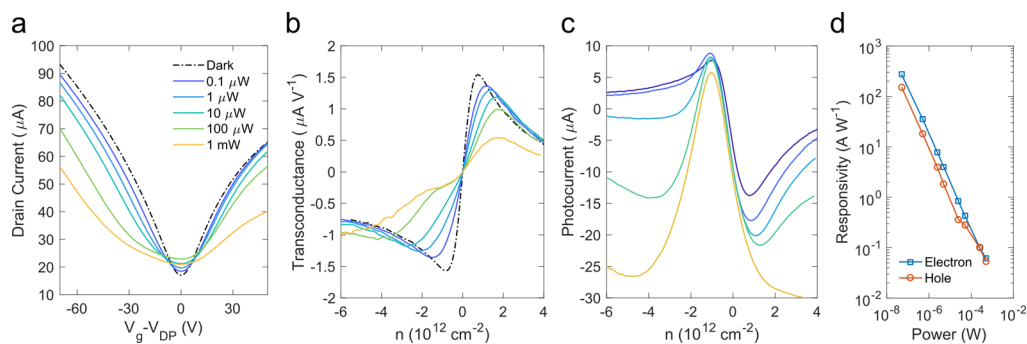 a
Drain Current (μA)
100
90
80
70
60
50
40
30
20
10
Dark
0.1 μW
1 μW
10 μW
100 μW
1 mW
-60
-30
0
30
V_g-V_DP (V)
b
Transconductance (μA V⁻¹)
2
1.5
1
0.5
0
-0.5
-1
-1.5
-2
-6
-4
-2
0
2
4
n (10¹² cm⁻²)
c
Photocurrent (μA)
10
5
0
-5
-10
-15
-20
-25
-30
-6
-4
-2
0
2
4
n (10¹² cm⁻²)
d
Responsivity (A W⁻¹)
10³
10²
10¹
10⁰
10⁻¹
10⁻²
Electron
Hole
10⁻⁸
10⁻⁶
10⁻⁴
10⁻²
Power (W)